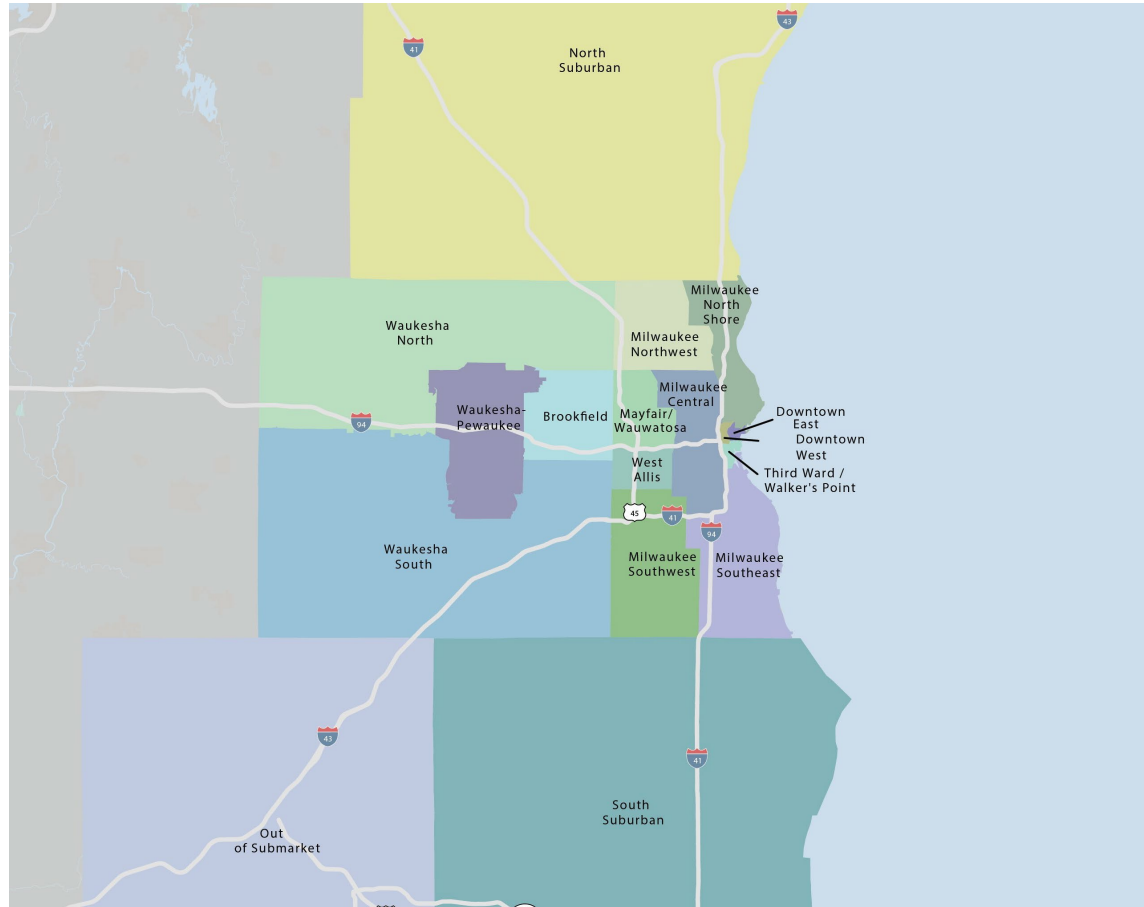 41
43
North
Suburban
Milwaukee
North
Shore
Waukesha
North
Milwaukee
Northwest
Milwaukee
Central
Waukesha-
Pewaukee
Brookfield
Mayfair/
Wauwatosa
94
Downtown
East
Downtown
West
West
Allis
Third Ward /
Walker's Point
45
41
94
Waukesha
South
Milwaukee
Southwest
Milwaukee
Southeast
43
41
South
Suburban
Out
of Submarket